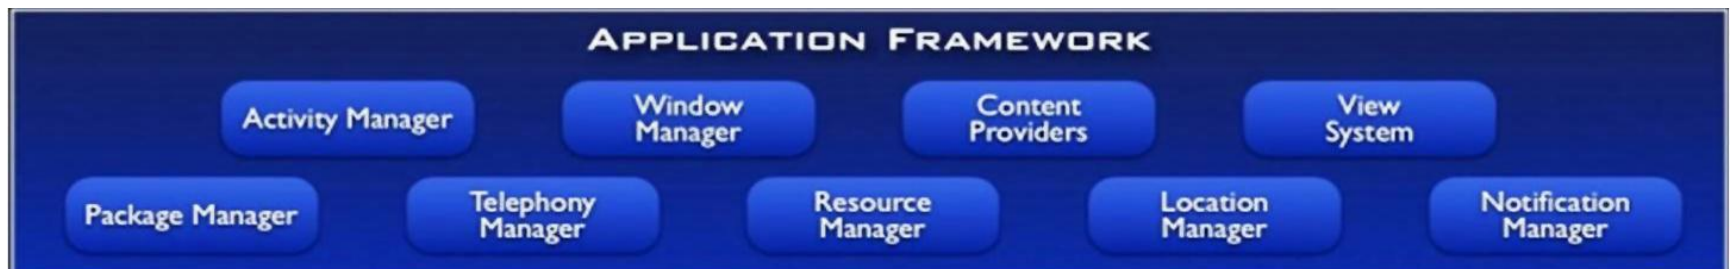 APPLICATION FRAMEWORK
Activity Manager
Window
Manager
Content
Providers
View
System
Package Manager
Telephony
Manager
Resource
Manager
Location
Manager
Notification
Manager